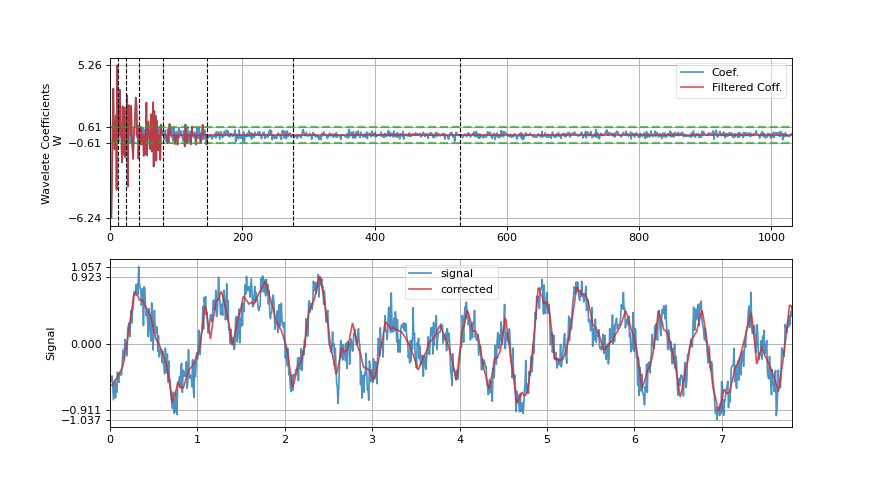 Wavelete Coefficients
W
5.26
0.61
−0.61
−6.24
Coef.
Filtered Coff.
0 200 400 600 800 1000
Signal
1.057
0.923
0.000
−0.911
−1.037
signal
corrected
0 1 2 3 4 5 6 7